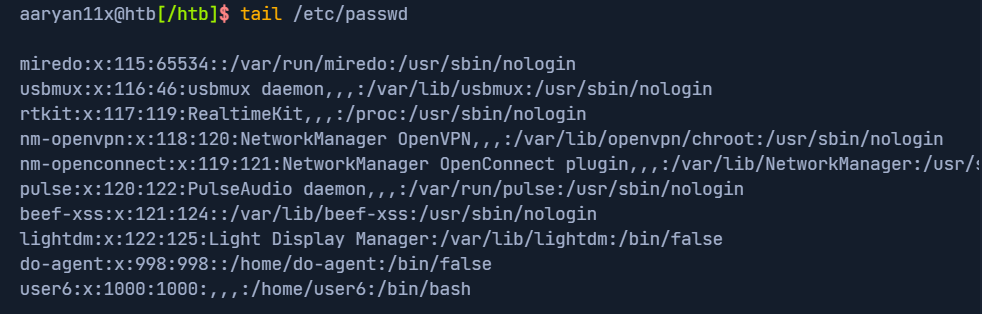 aaryan11x@htb[/htb]$ tail /etc/passwd
miredo:x:115:65534::/var/run/miredo:/usr/sbin/nologin
usbmux:x:116:46:usbmux daemon,,,:/var/lib/usbmux:/usr/sbin/nologin
rtkit:x:117:119:RealtimeKit,,,:/proc:/usr/sbin/nologin
nm-openvpn:x:118:120:NetworkManager OpenVPN,,,:/var/lib/openvpn/chroot:/usr/sbin/nologin
nm-openconnect:x:119:121:NetworkManager OpenConnect plugin,,,:/var/lib/NetworkManager:/usr/s
pulse:x:120:122:PulseAudio daemon,,,:/var/run/pulse:/usr/sbin/nologin
beef-xss:x:121:124::/var/lib/beef-xss:/usr/sbin/nologin
lightdm:x:122:125:Light Display Manager:/var/lib/lightdm:/bin/false
do-agent:x:998:998::/home/do-agent:/bin/false
user6:x:1000:1000:,,,:/home/user6:/bin/bash